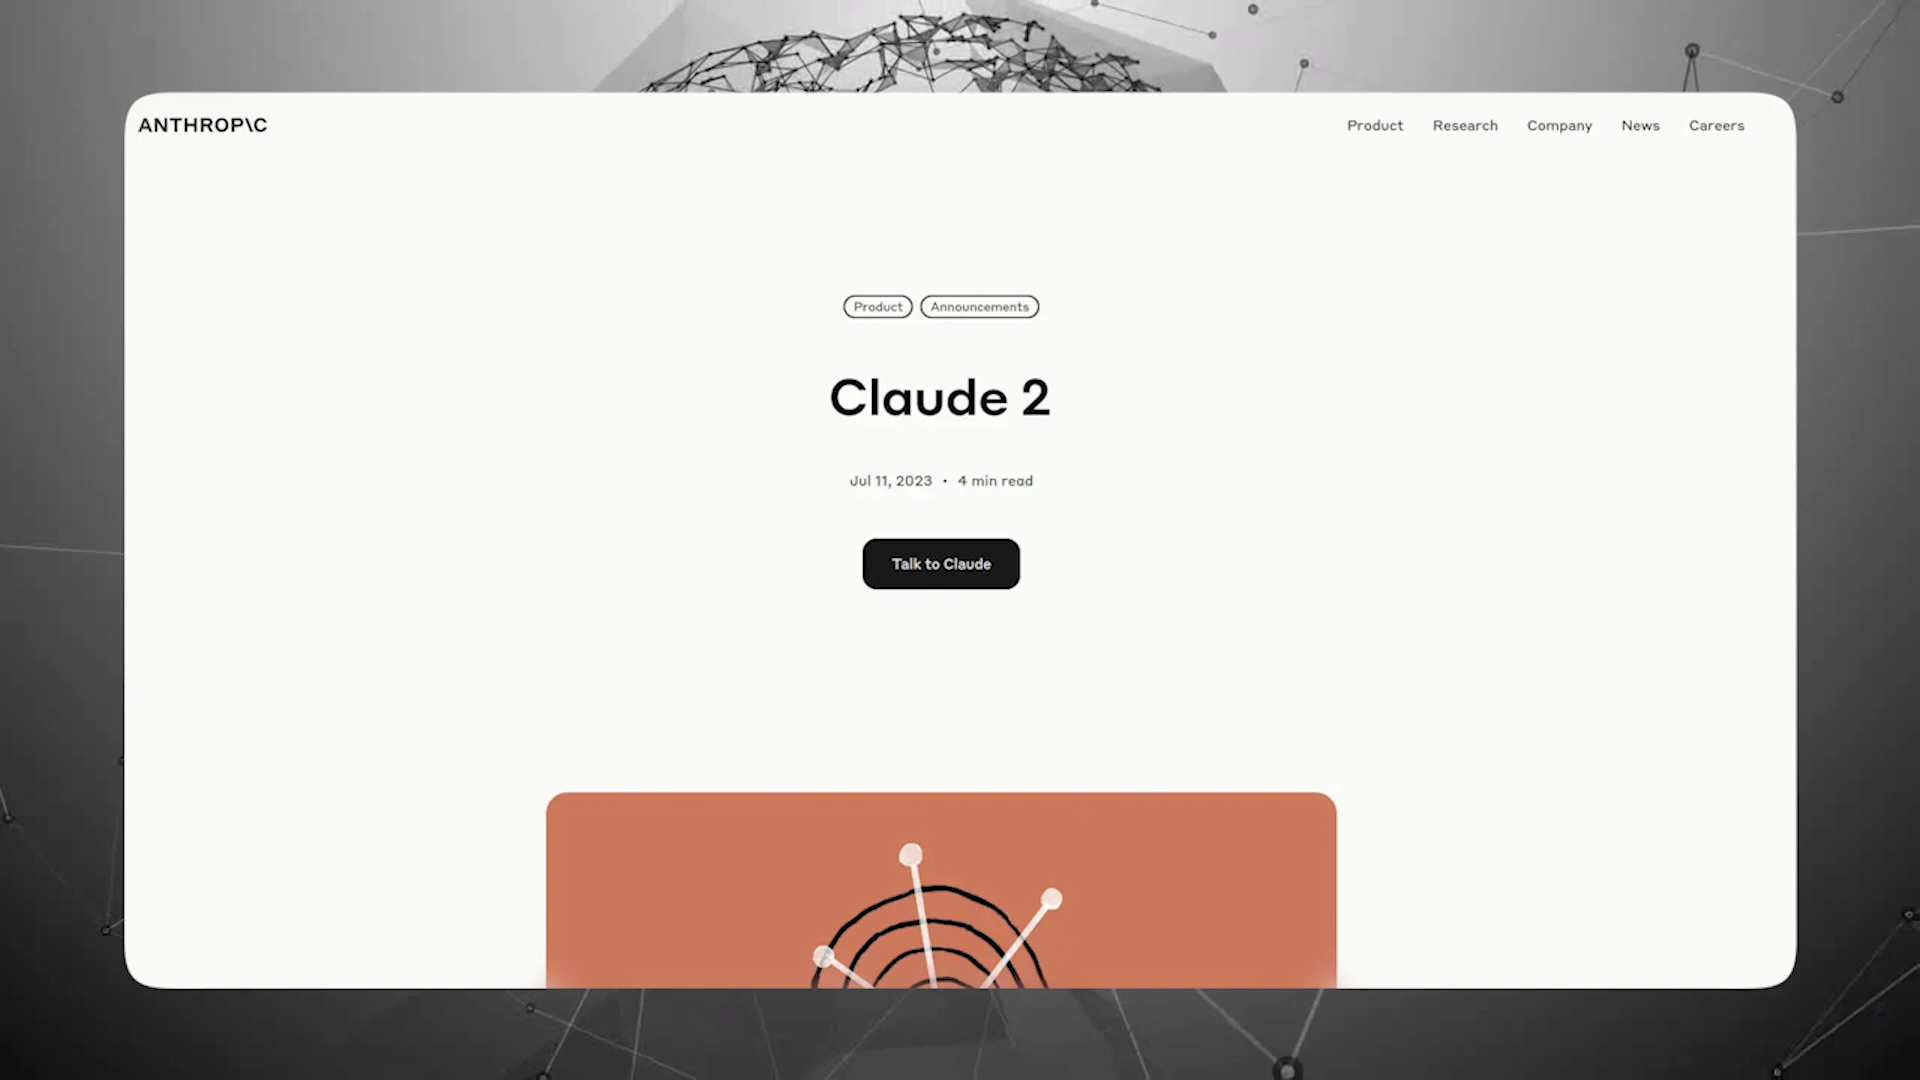 ANTHROP\C
Product Research Company News Careers
Product Announcements
Claude 2
Jul 11, 2023 • 4 min read
Talk to Claude